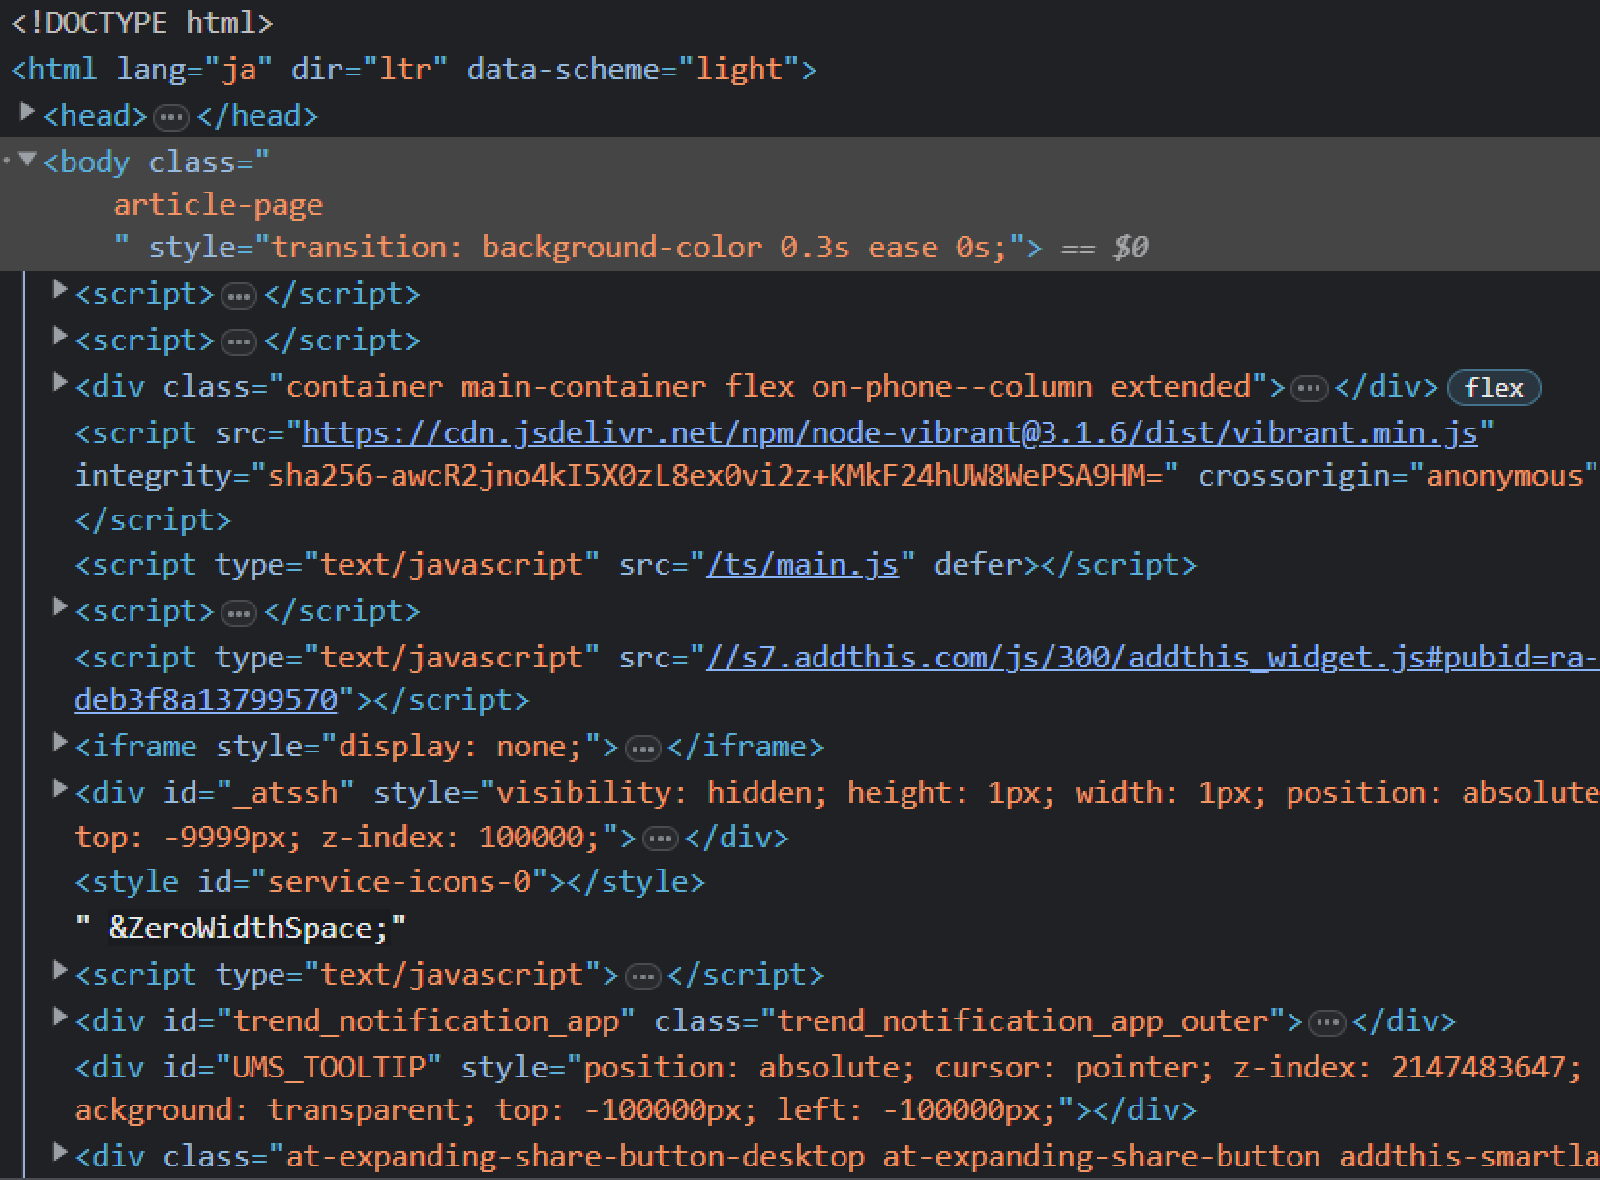 <!DOCTYPE html>
<html lang="ja" dir="ltr" data-scheme="light">
<head>…</head>
<body class="
article-page
" style="transition: background-color 0.3s ease 0s;"> == $0
<script>…</script>
<script>…</script>
<div class="container main-container flex on-phone--column extended">…</div> flex
<script src="https://cdn.jsdelivr.net/npm/node-vibrant@3.1.6/dist/vibrant.min.js"
integrity="sha256-awcR2jno4kI5X0zL8ex0vi2z+KMkF24hUW8WePSA9HM=" crossorigin="anonymous"
</script>
<script type="text/javascript" src="/ts/main.js" defer></script>
<script>…</script>
<script type="text/javascript" src="//s7.addthis.com/js/300/addthis_widget.js#pubid=ra-
deb3f8a13799570"></script>
<iframe style="display: none;">…</iframe>
<div id="_atssh" style="visibility: hidden; height: 1px; width: 1px; position: absolute
top: -9999px; z-index: 100000;">…</div>
<style id="service-icons-0"></style>
" &ZeroWidthSpace;"
<script type="text/javascript">…</script>
<div id="trend_notification_app" class="trend_notification_app_outer">…</div>
<div id="UMS_TOOLTIP" style="position: absolute; cursor: pointer; z-index: 2147483647;
ackground: transparent; top: -100000px; left: -100000px;"></div>
<div class="at-expanding-share-button-desktop at-expanding-share-button addthis-smartla